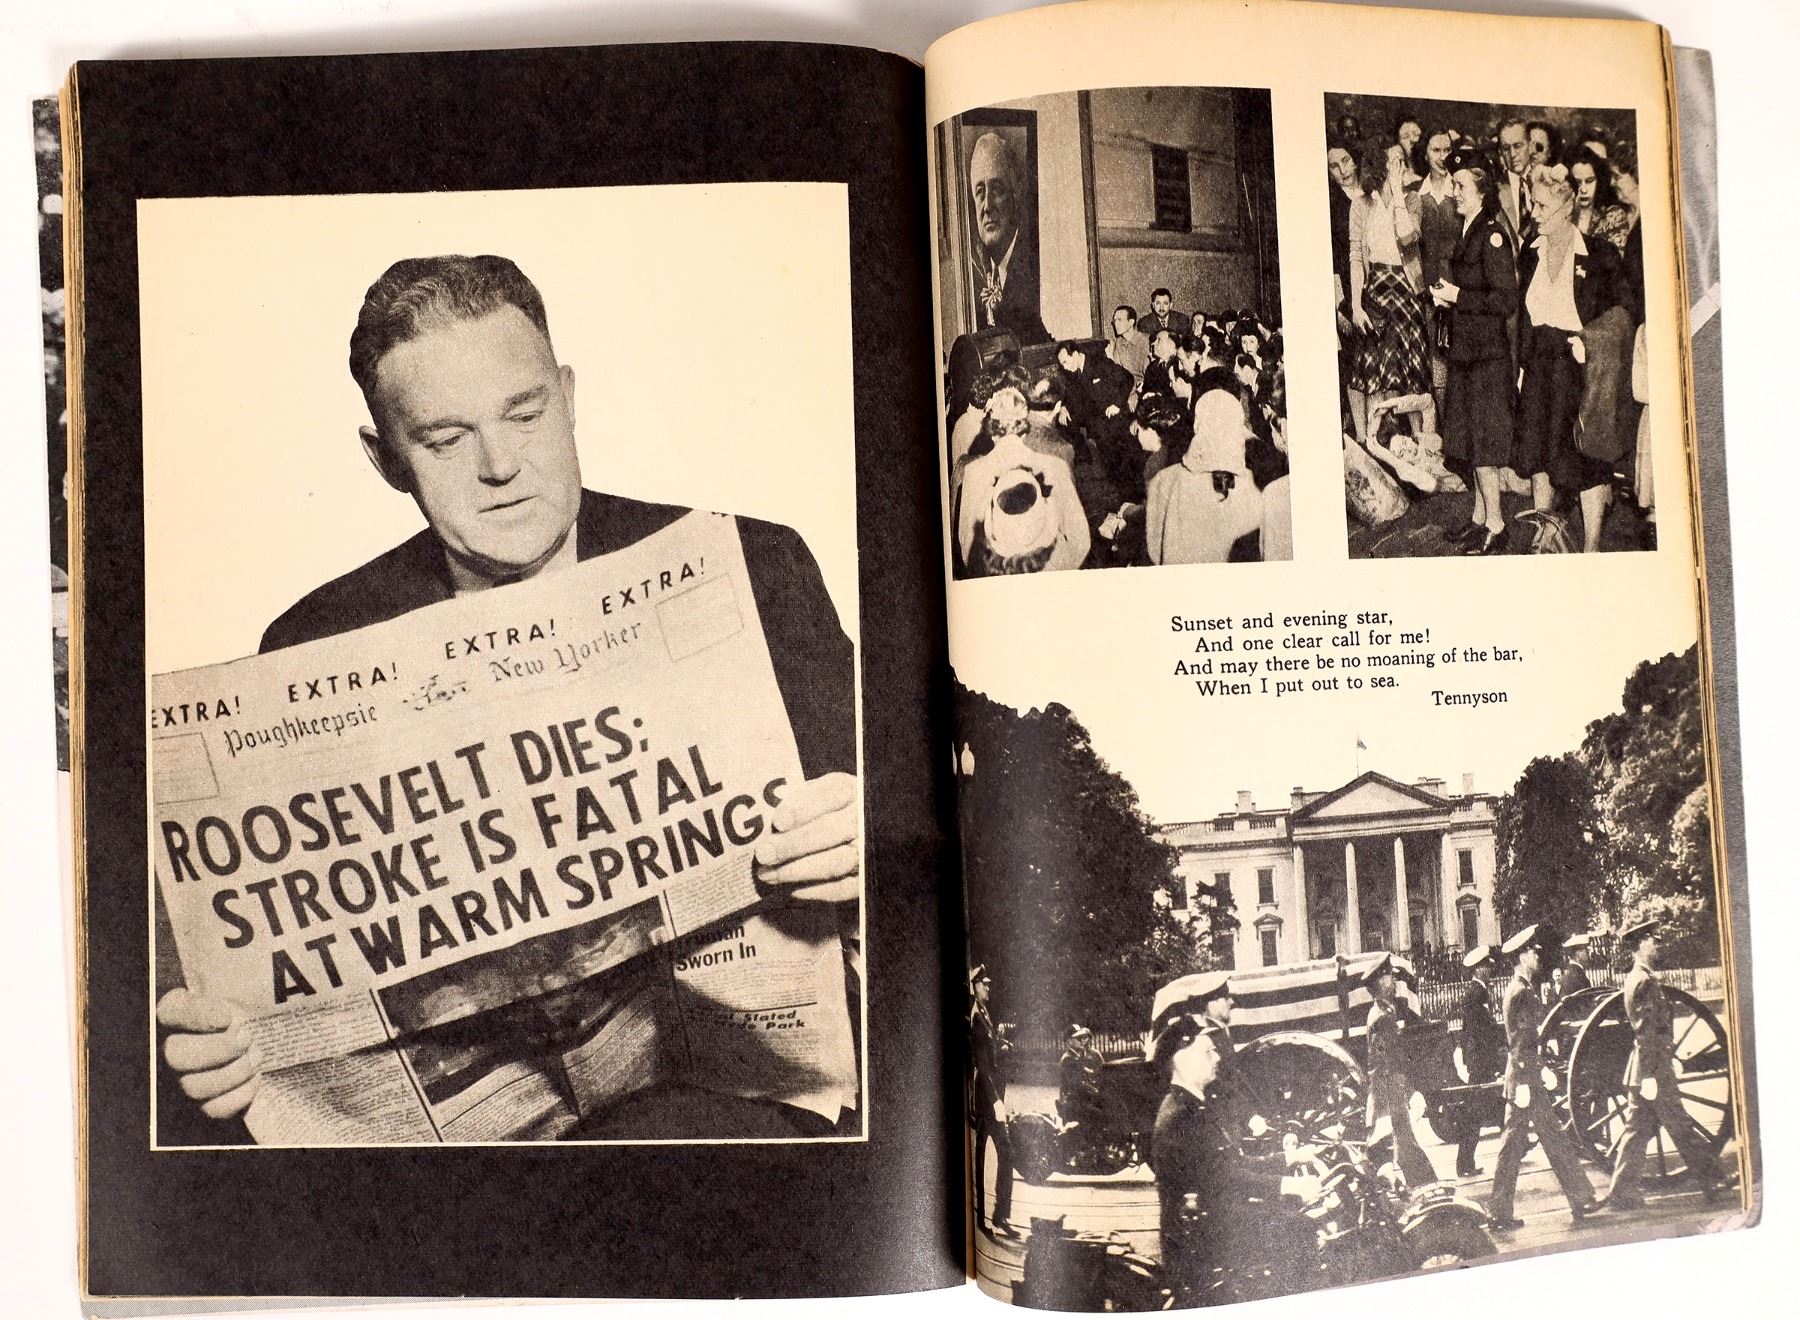 EXTRA! EXTRA! EXTRA! EXTRA!
Poughkeepsie New Yorker
ROOSEVELT DIES;
STROKE IS FATAL
AT WARM SPRINGS
Truman
Sworn In
Park
Sunset and evening star,
And one clear call for me!
And may there be no moaning of the bar,
When I put out to sea.
Tennyson